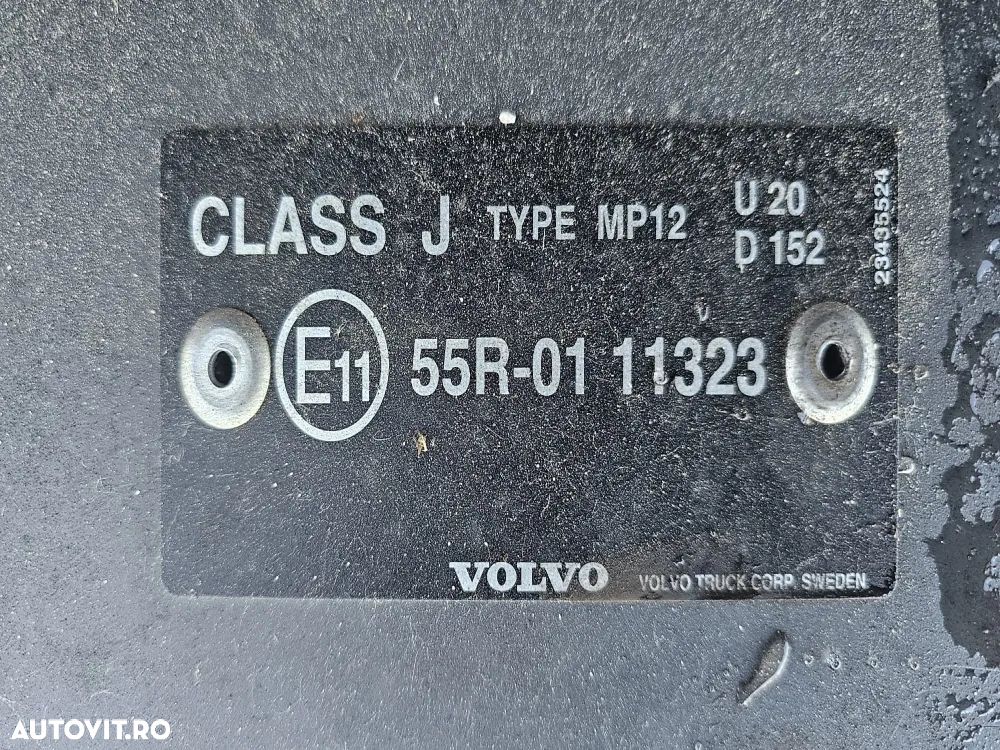 CLASS J TYPE MP12 U 20
D 152
23435524
E11 55R-01 11323
VOLVO VOLVO TRUCK CORP. SWEDEN
AUTOVIT.RO